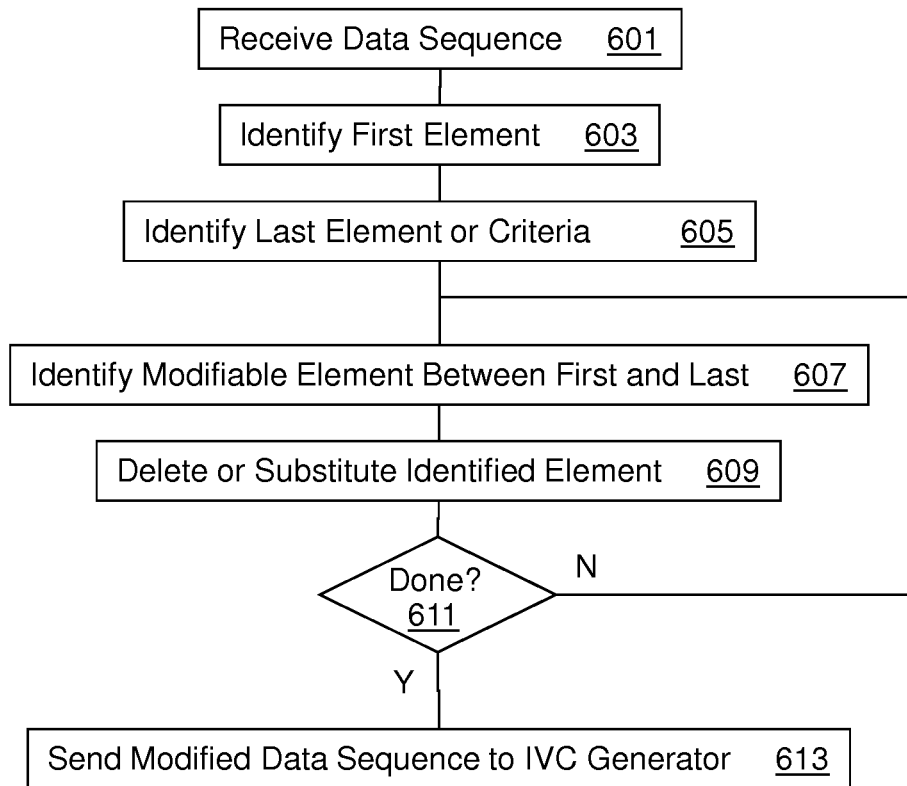 Receive Data Sequence 601
Identify First Element 603
Identify Last Element or Criteria 605
Identify Modifiable Element Between First and Last 607
Delete or Substitute Identified Element 609
Done?
611
N
Y
Send Modified Data Sequence to IVC Generator 613